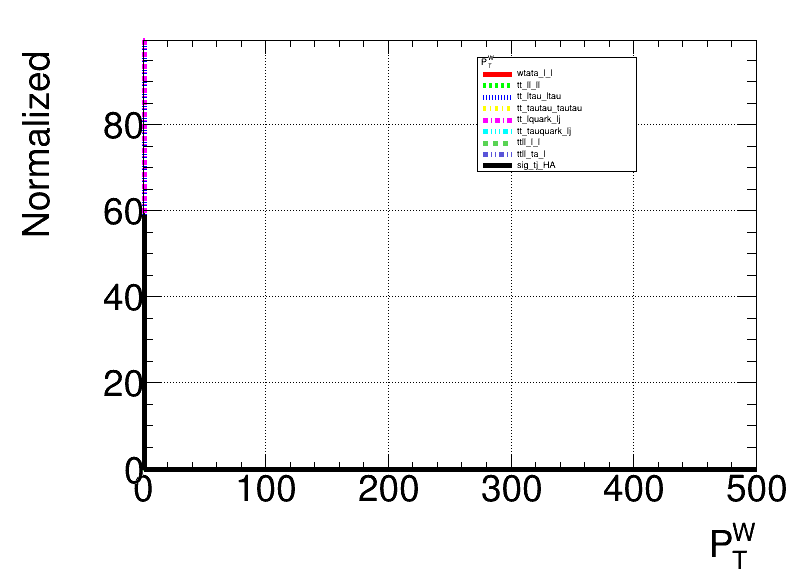 Normalized
80
60
40
20
0
0 100 200 300 400 500
P_T^W
P_T^W
wtata_l_l
tt_ll_ll
tt_ltau_ltau
tt_tautau_tautau
tt_lquark_lj
tt_tauquark_lj
ttll_l_l
ttll_ta_l
sig_tj_HA